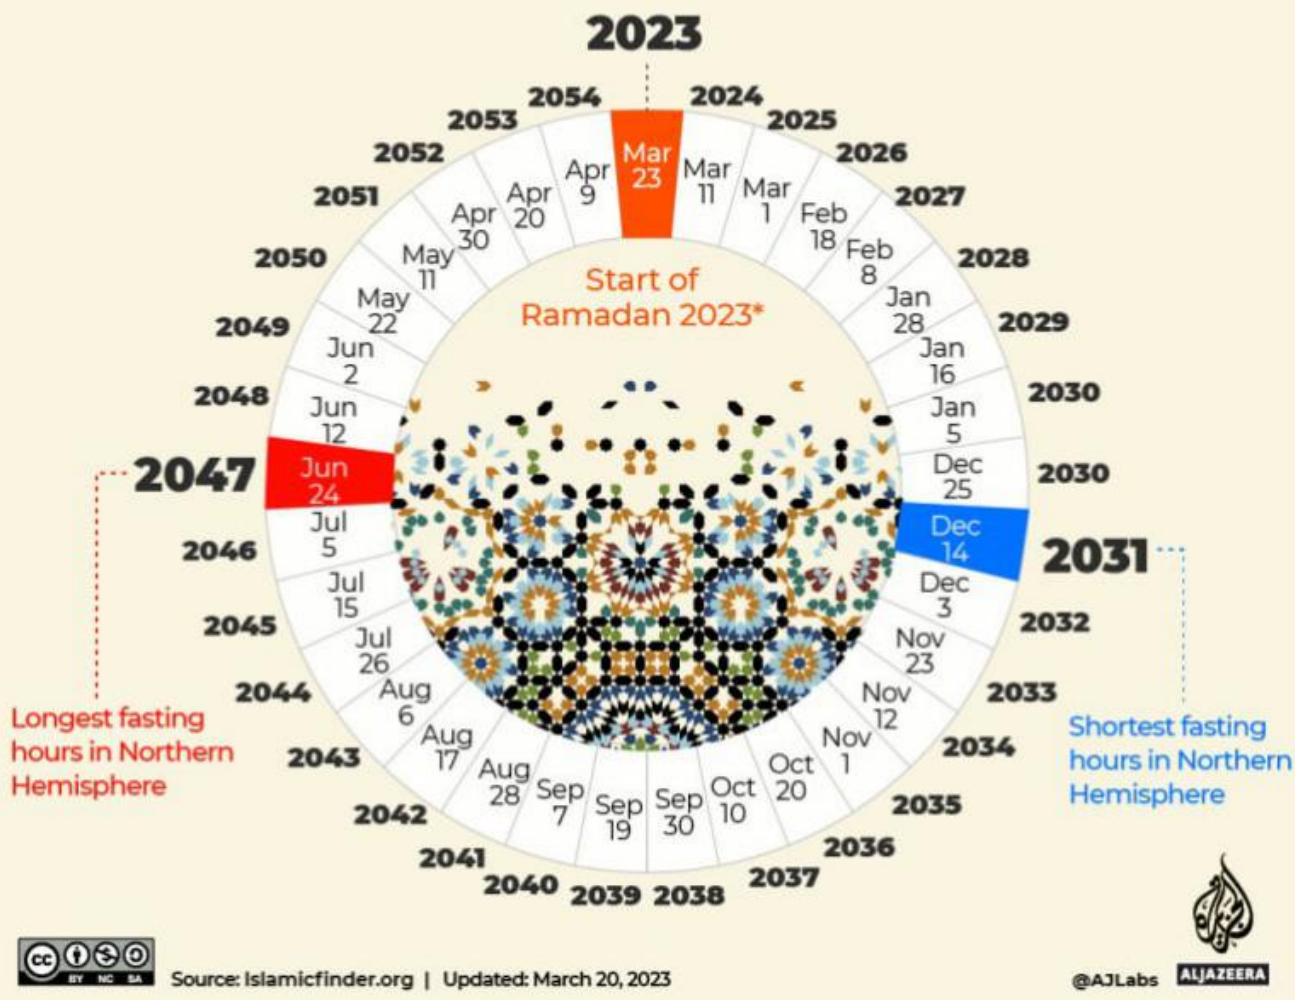 2023
2024
2025
2026
2027
2028
2029
2030
2030
2031
2032
2033
2034
2035
2036
2037
2038
2039
2040
2041
2042
2043
2044
2045
2046
2047
2048
2049
2050
2051
2052
2053
2054
Mar
23
Mar
11
Mar
1
Feb
18
Feb
8
Jan
28
Jan
16
Jan
5
Dec
25
Dec
14
Dec
3
Nov
23
Nov
12
Nov
1
Oct
20
Oct
10
Sep
30
Sep
19
Sep
7
Aug
28
Aug
17
Aug
6
Jul
26
Jul
15
Jul
5
Jun
24
Jun
12
Jun
2
May
22
May
11
Apr
30
Apr
20
Apr
9
Start of
Ramadan 2023*
Longest fasting
hours in Northern
Hemisphere
Shortest fasting
hours in Northern
Hemisphere
cc
BY NC SA
Source: Islamicfinder.org | Updated: March 20, 2023
@AJLabs
الجزيرة
ALJAZEERA